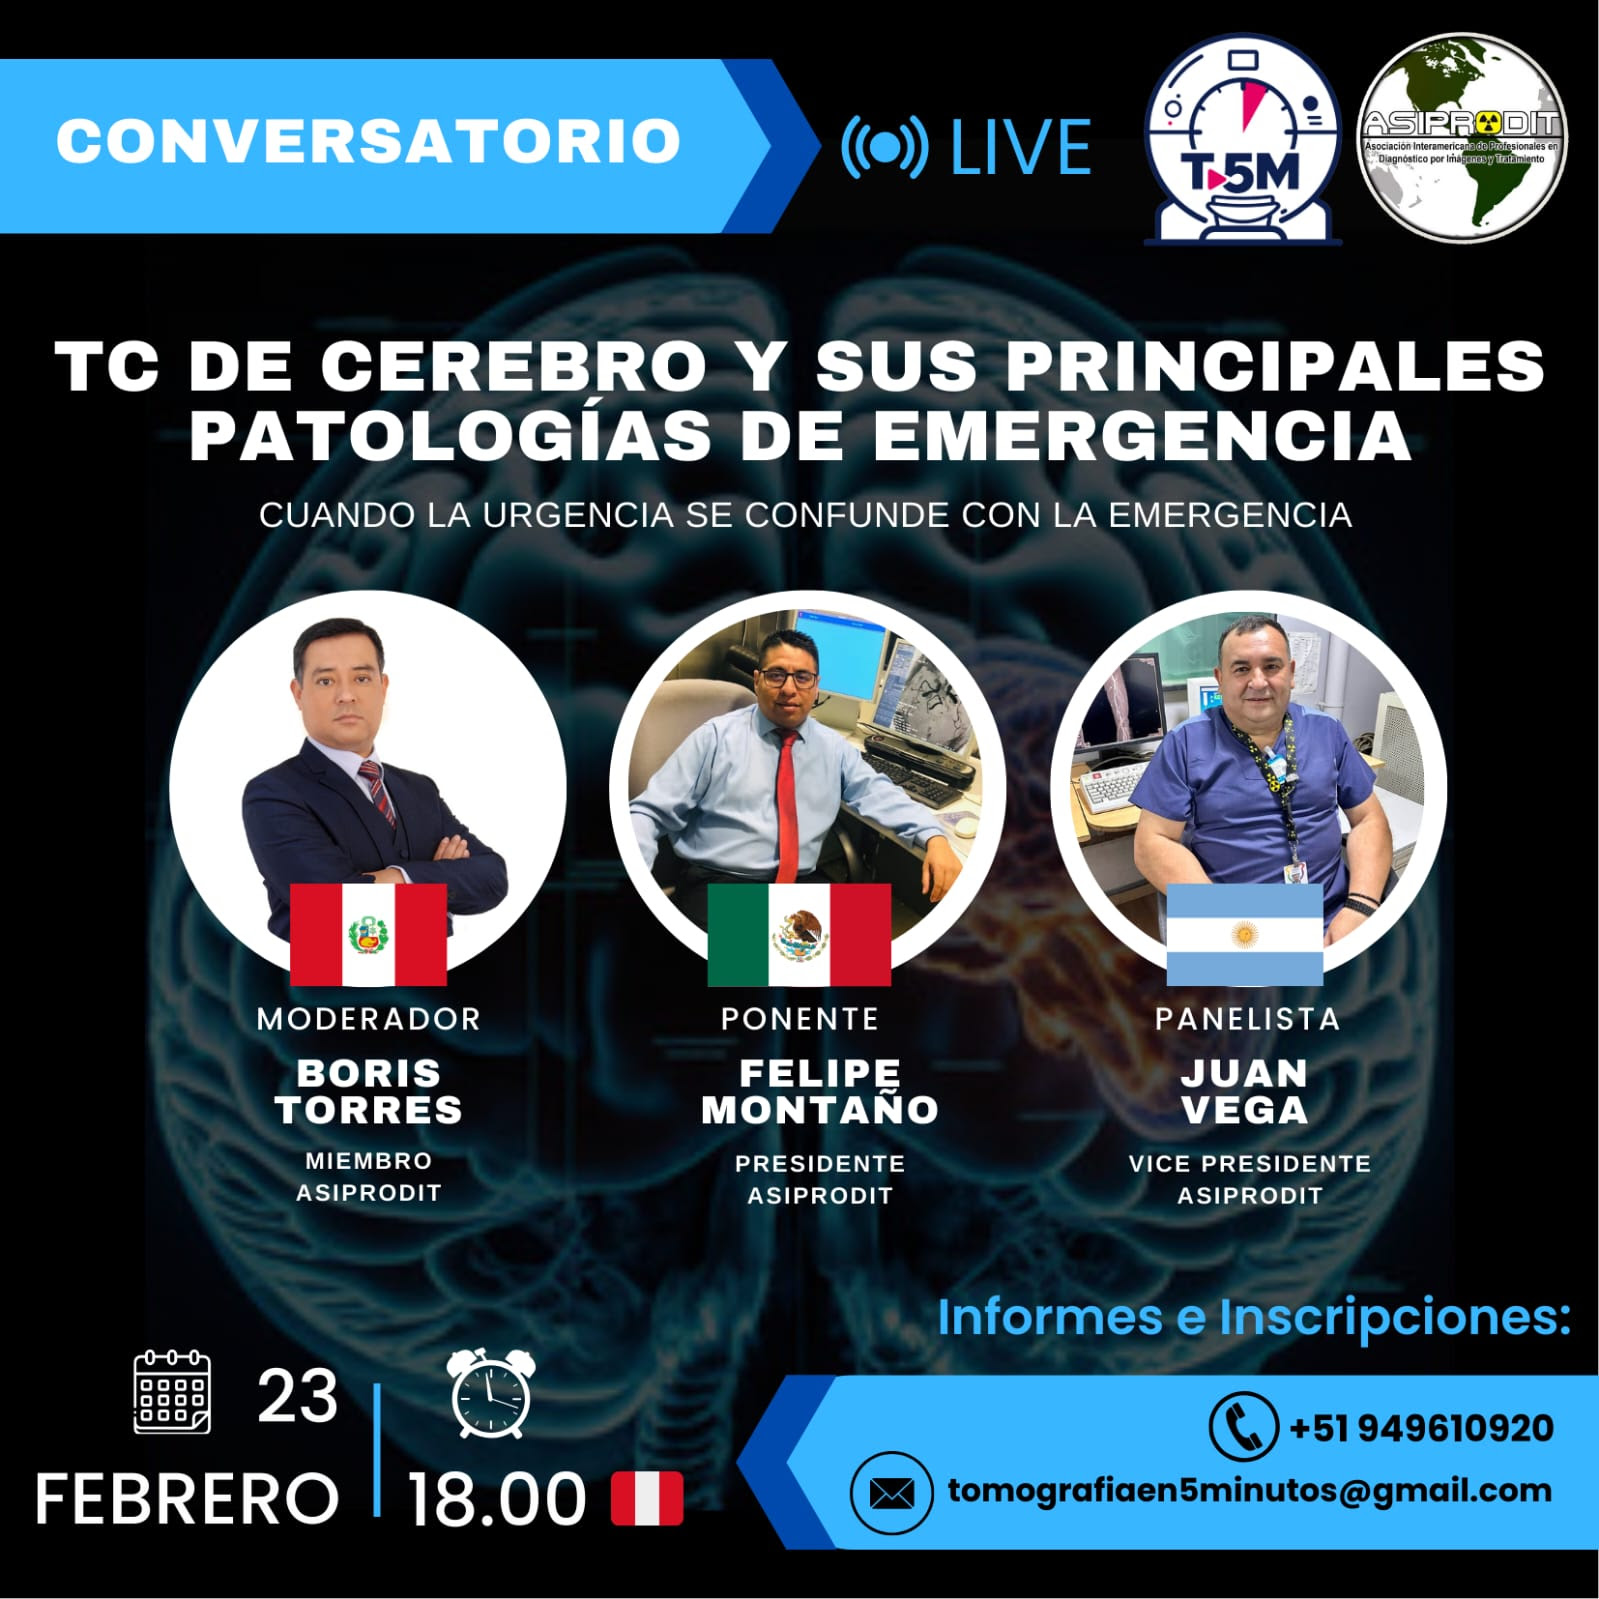 CONVERSATORIO
LIVE
T 5M
ASIPRODIT
Asociación Interamericana de Profesionales en
Diagnóstico por Imágenes y Tratamiento
TC DE CEREBRO Y SUS PRINCIPALES
PATOLOGÍAS DE EMERGENCIA
CUANDO LA URGENCIA SE CONFUNDE CON LA EMERGENCIA
MODERADOR
BORIS
TORRES
MIEMBRO
ASIPRODIT
PONENTE
FELIPE
MONTAÑO
PRESIDENTE
ASIPRODIT
PANELISTA
JUAN
VEGA
VICE PRESIDENTE
ASIPRODIT
23
FEBRERO
18.00
Informes e Inscripciones:
+51 949610920
tomografiaen5minutos@gmail.com